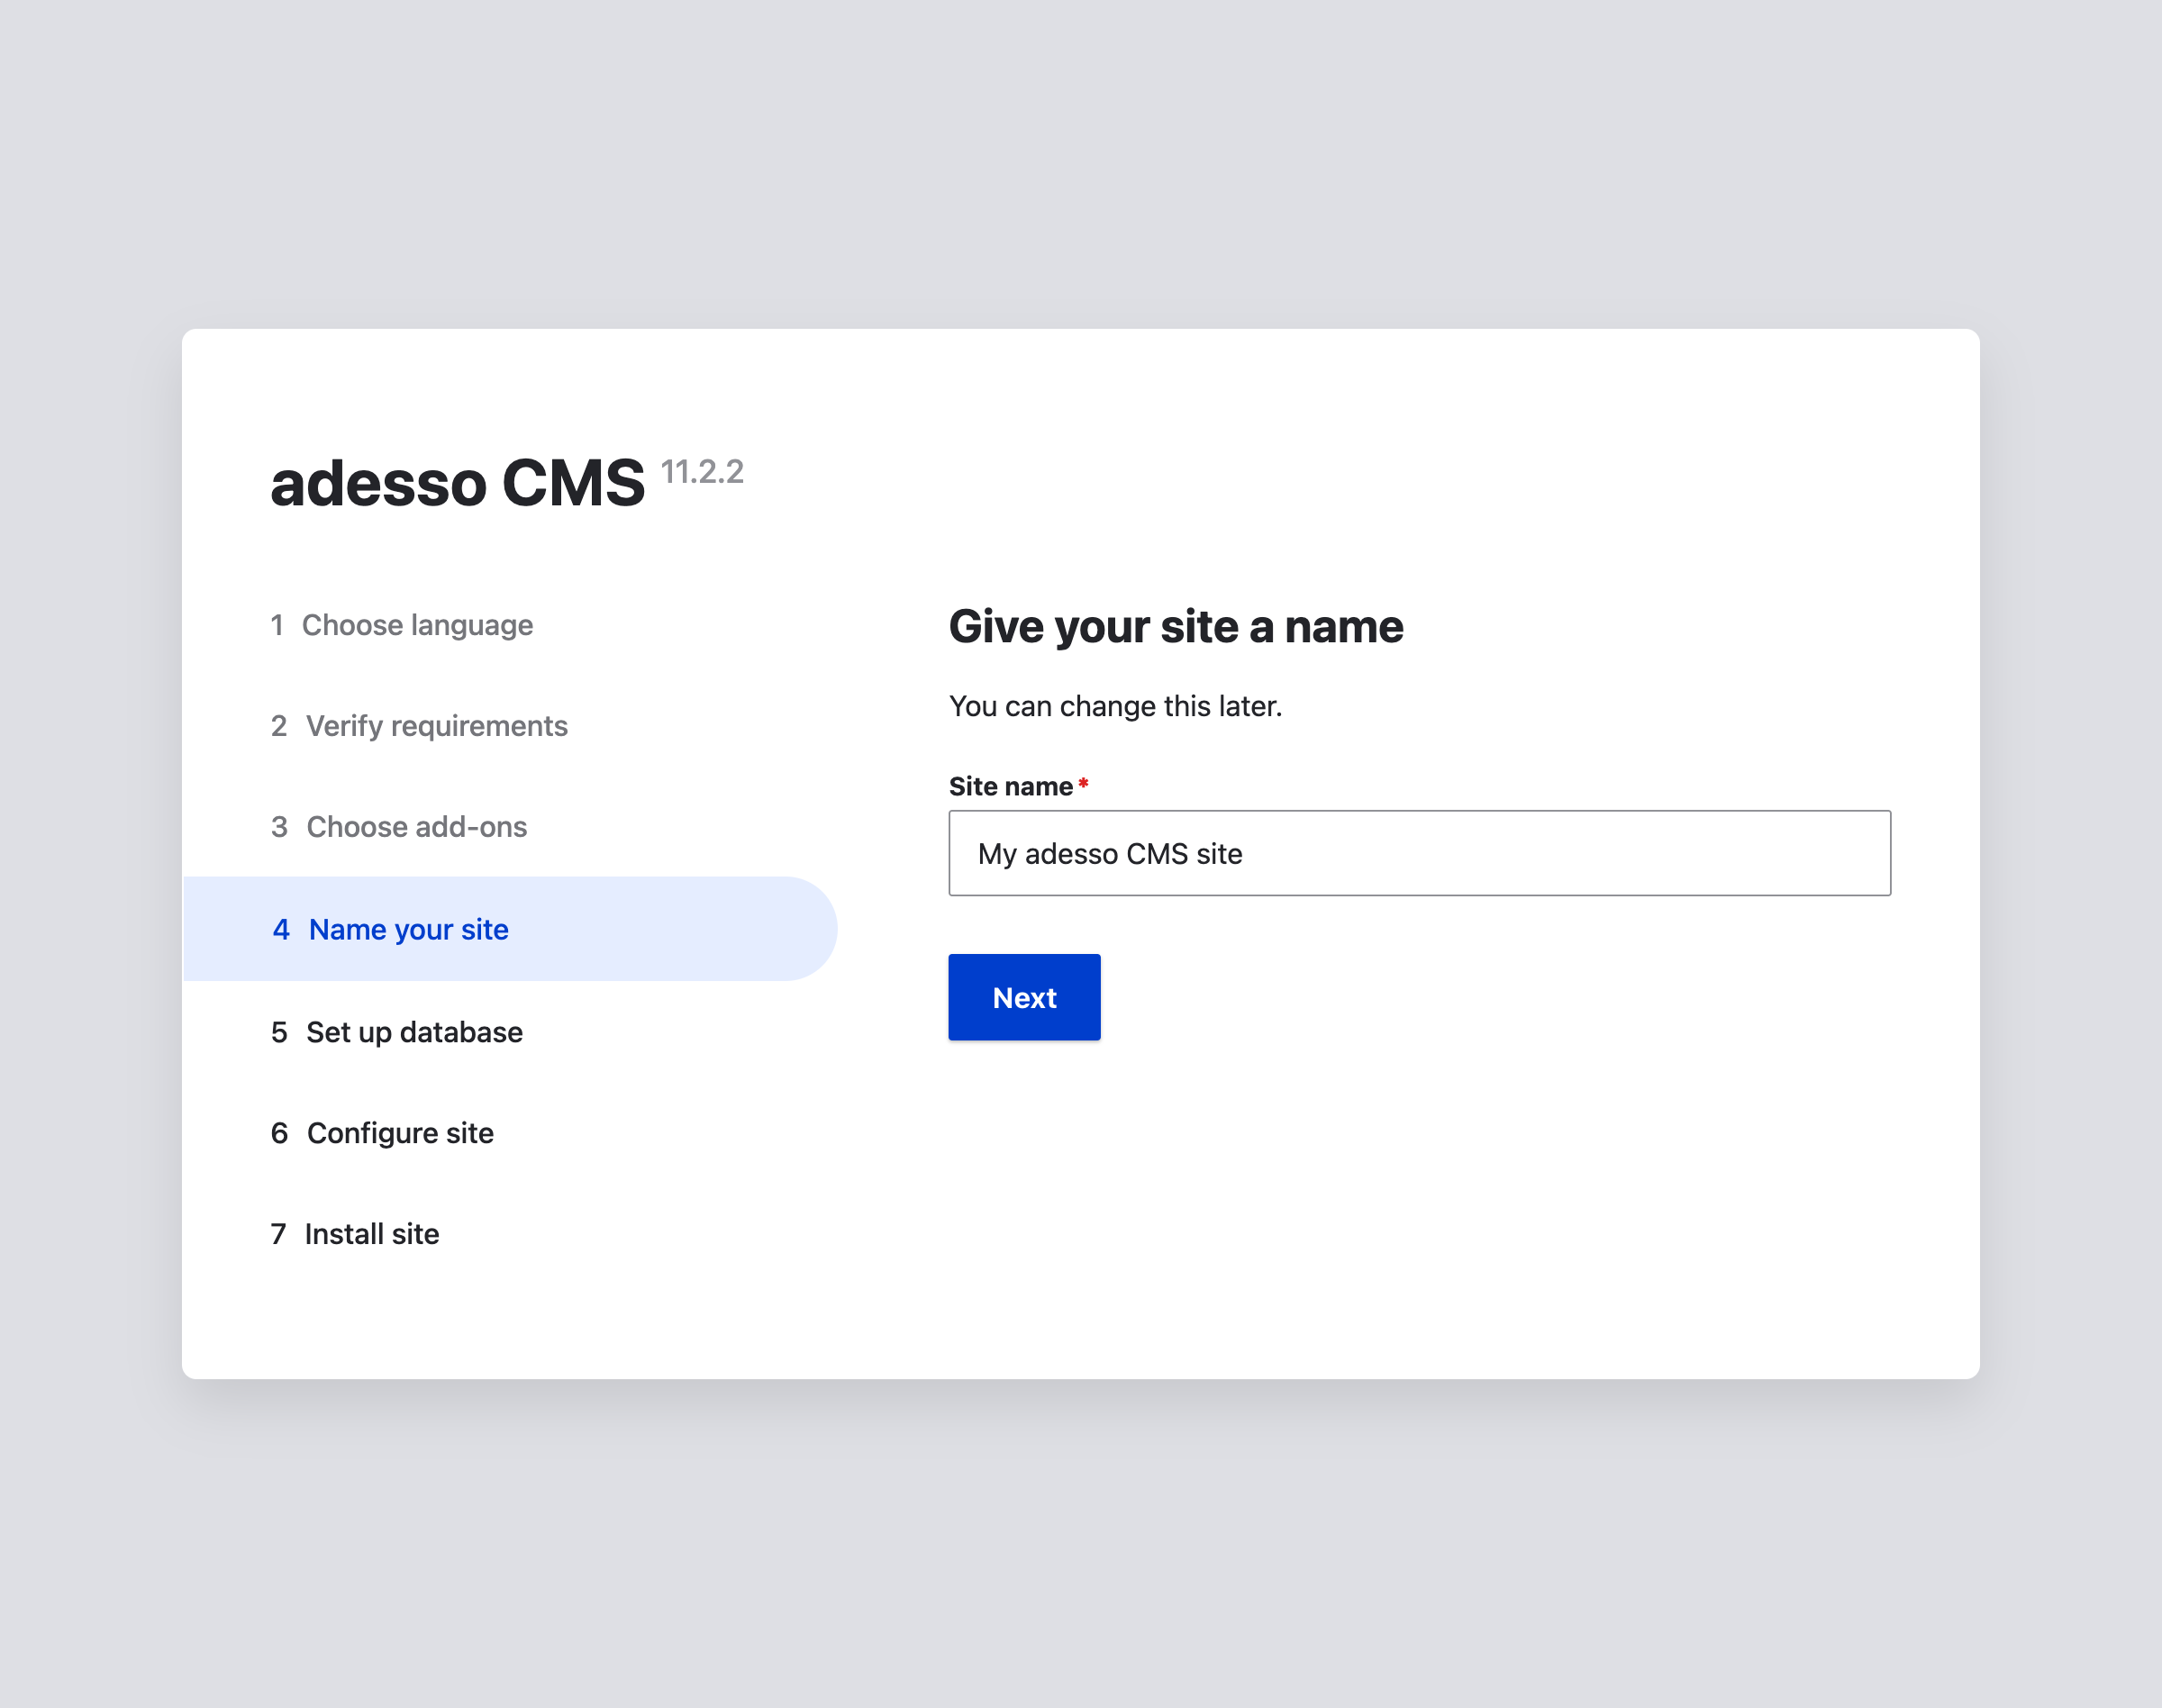 adesso CMS 11.2.2
1 Choose language
2 Verify requirements
3 Choose add-ons
4 Name your site
5 Set up database
6 Configure site
7 Install site
Give your site a name
You can change this later.
Site name*
My adesso CMS site
Next